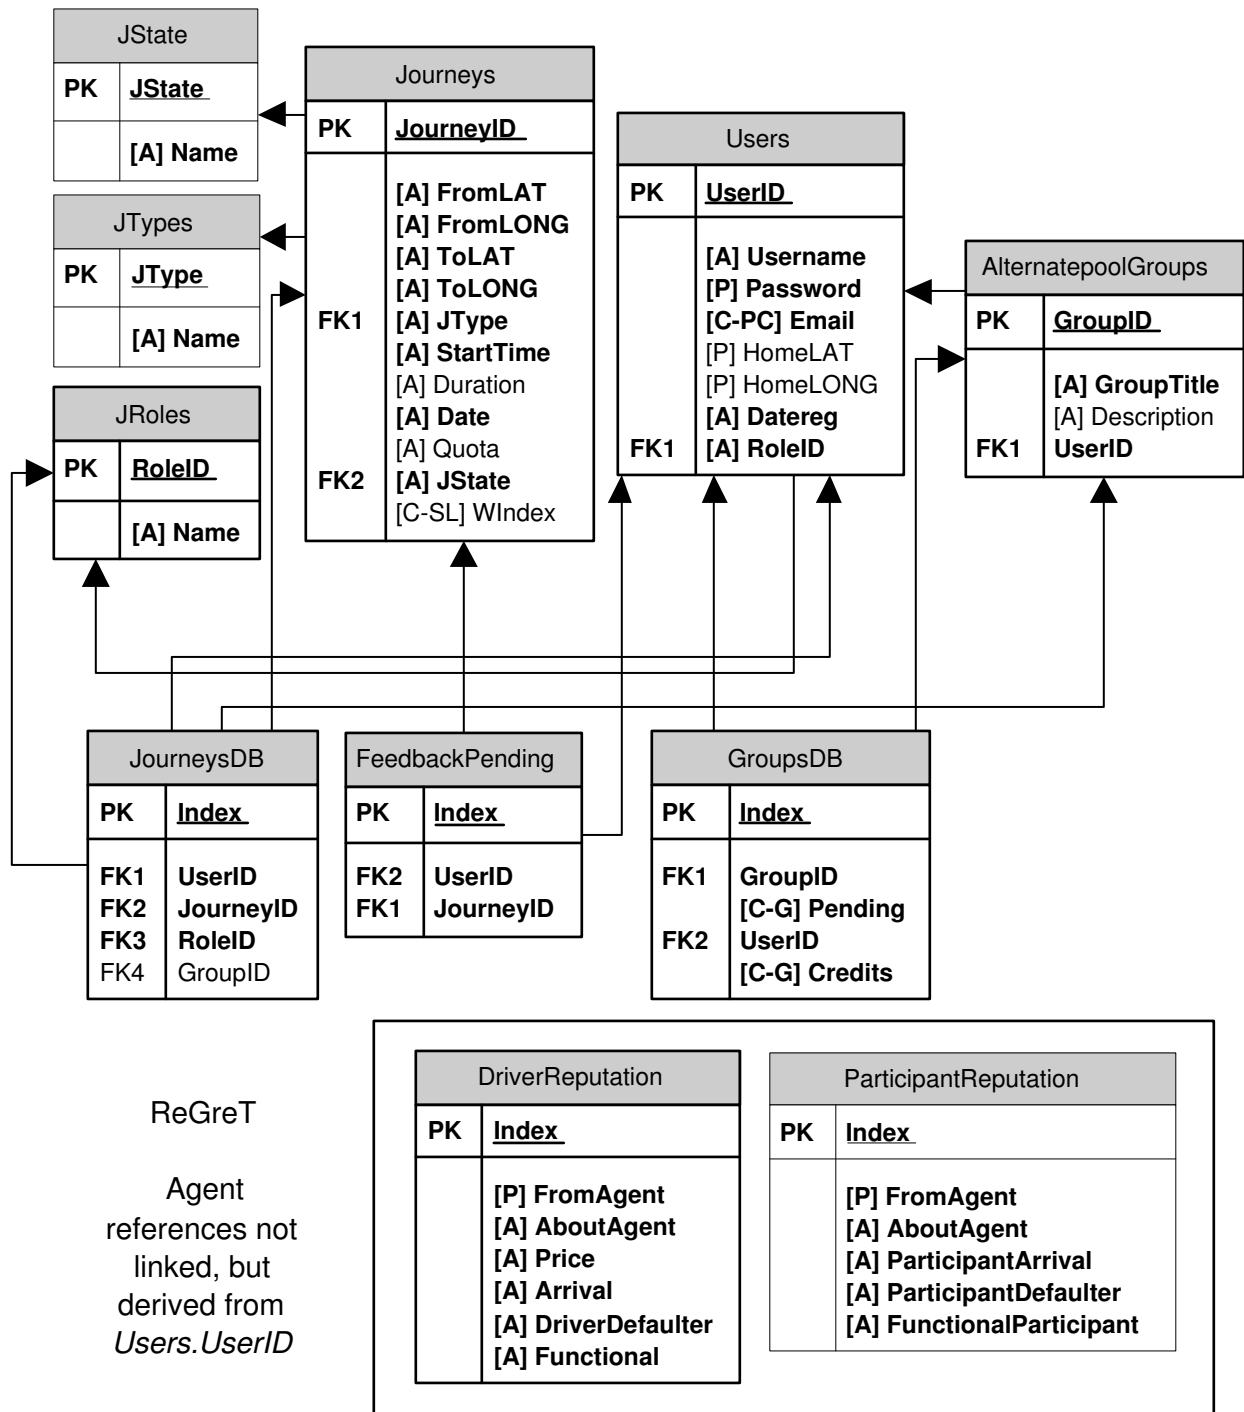 JState
PK JState
[A] Name
Journeys
PK JourneyID
[A] FromLAT
[A] FromLONG
[A] ToLAT
[A] ToLONG
FK1 [A] JType
[A] StartTime
[A] Duration
[A] Date
[A] Quota
FK2 [A] JState
[C-SL] WIndex
Users
PK UserID
[A] Username
[P] Password
[C-PC] Email
[P] HomeLAT
[P] HomeLONG
[A] Datereg
FK1 [A] RoleID
AlternatepoolGroups
PK GroupID
[A] GroupTitle
[A] Description
FK1 UserID
JTypes
PK JType
[A] Name
JRoles
PK RoleID
[A] Name
JourneysDB
PK Index
FK1 UserID
FK2 JourneyID
FK3 RoleID
FK4 GroupID
FeedbackPending
PK Index
FK2 UserID
FK1 JourneyID
GroupsDB
PK Index
FK1 GroupID
[C-G] Pending
FK2 UserID
[C-G] Credits
ReGreT
Agent
references not
linked, but
derived from
Users.UserID
DriverReputation
PK Index
[P] FromAgent
[A] AboutAgent
[A] Price
[A] Arrival
[A] DriverDefaulter
[A] Functional
ParticipantReputation
PK Index
[P] FromAgent
[A] AboutAgent
[A] ParticipantArrival
[A] ParticipantDefaulter
[A] FunctionalParticipant